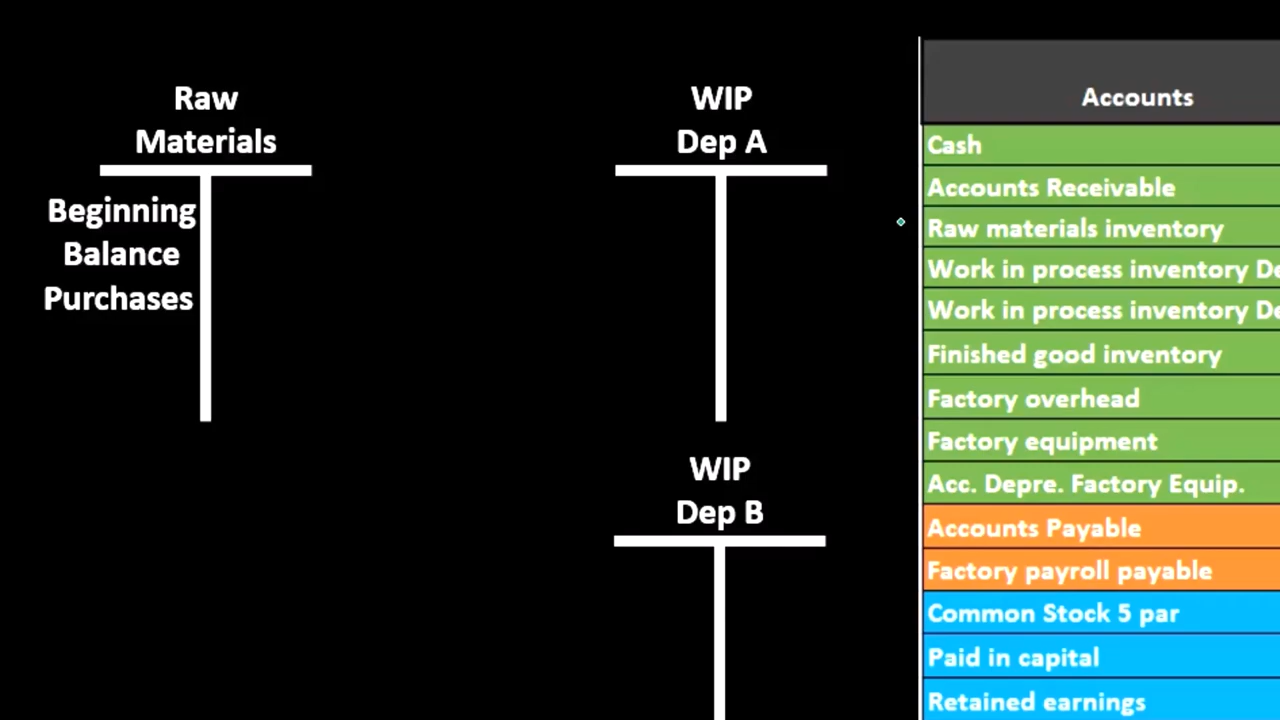 Raw
Materials
Beginning
Balance
Purchases
WIP
Dep A
WIP
Dep B
Accounts
Cash
Accounts Receivable
Raw materials inventory
Work in process inventory De
Work in process inventory De
Finished good inventory
Factory overhead
Factory equipment
Acc. Depre. Factory Equip.
Accounts Payable
Factory payroll payable
Common Stock 5 par
Paid in capital
Retained earnings